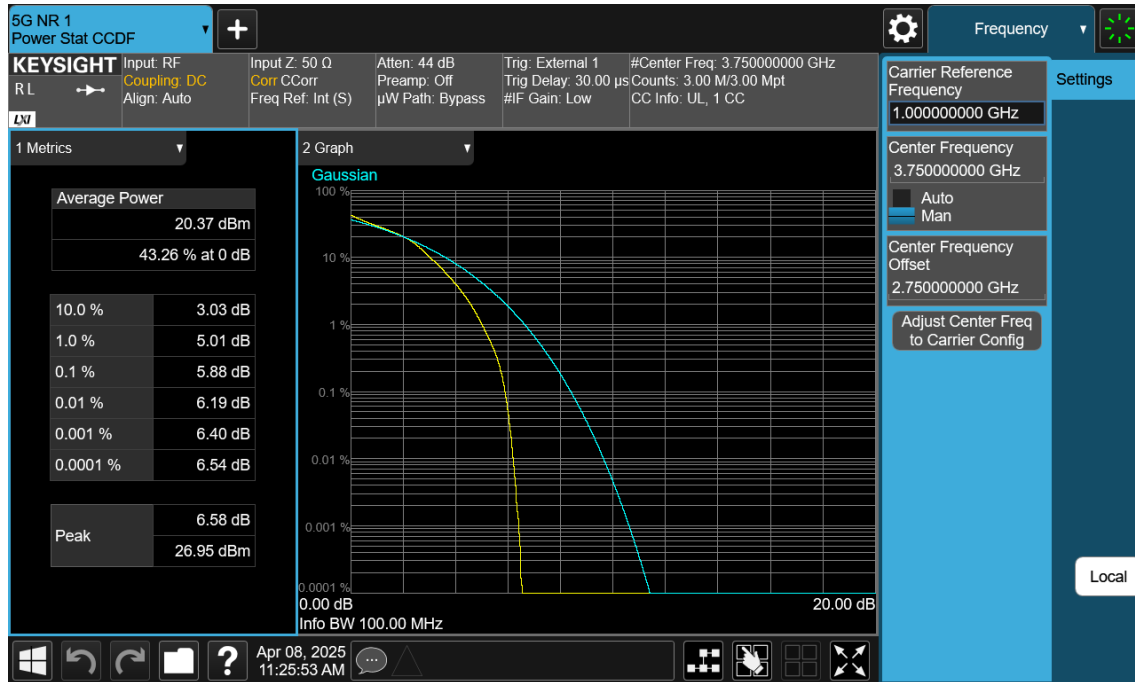 5G NR 1
Power Stat CCDF
Frequency
KEYSIGHT
R L
LXI
Input: RF
Coupling: DC
Align: Auto
Input Z: 50 Ω
Corr CCorr
Freq Ref: Int (S)
Atten: 44 dB
Preamp: Off
µW Path: Bypass
#IF Gain: Low
Trig: External 1
Trig Delay: 30.00 µs
#Center Freq: 3.750000000 GHz
Counts: 3.00 M/3.00 Mpt
CC Info: UL, 1 CC
Carrier Reference
Frequency
1.000000000 GHz
Center Frequency
3.750000000 GHz
Auto
Man
Center Frequency
Offset
2.750000000 GHz
Adjust Center Freq
to Carrier Config
Settings
Local
1 Metrics
Average Power
20.37 dBm
43.26 % at 0 dB
10.0 % 3.03 dB
1.0 % 5.01 dB
0.1 % 5.88 dB
0.01 % 6.19 dB
0.001 % 6.40 dB
0.0001 % 6.54 dB
Peak
6.58 dB
26.95 dBm
2 Graph
Gaussian
100 %
10 %
1 %
0.1 %
0.01 %
0.001 %
0.0001 %
0.00 dB 20.00 dB
Info BW 100.00 MHz
?
Apr 08, 2025
11:25:53 AM